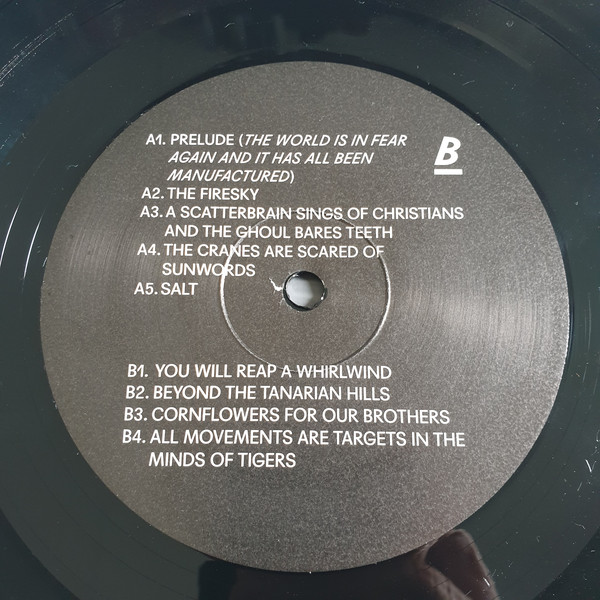 A1. PRELUDE (THE WORLD IS IN FEAR
AGAIN AND IT HAS ALL BEEN
MANUFACTURED)
B
A2. THE FIRESKY
A3. A SCATTERBRAIN SINGS OF CHRISTIANS
AND THE GHOUL BARES TEETH
A4. THE CRANES ARE SCARED OF
SUNWORDS
A5. SALT
B1. YOU WILL REAP A WHIRLWIND
B2. BEYOND THE TANARIAN HILLS
B3. CORNFLOWERS FOR OUR BROTHERS
B4. ALL MOVEMENTS ARE TARGETS IN THE
MINDS OF TIGERS